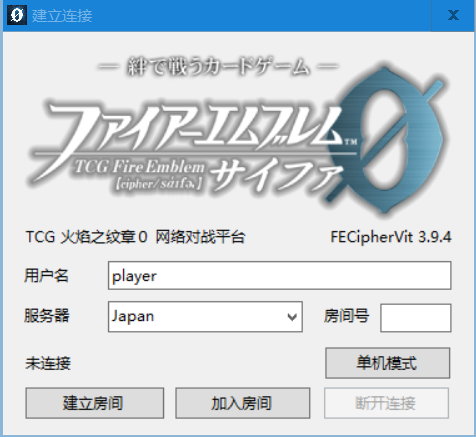 建立连接
— 絆で戦うカードゲーム —
ファイアーエムブレム0™
TCG Fire Emblem サイファ
【cipher/sáifə】
TCG 火焰之纹章０ 网络对战平台 FECipherVit 3.9.4
用户名 player
服务器 Japan 房间号
未连接 单机模式
建立房间 加入房间 断开连接